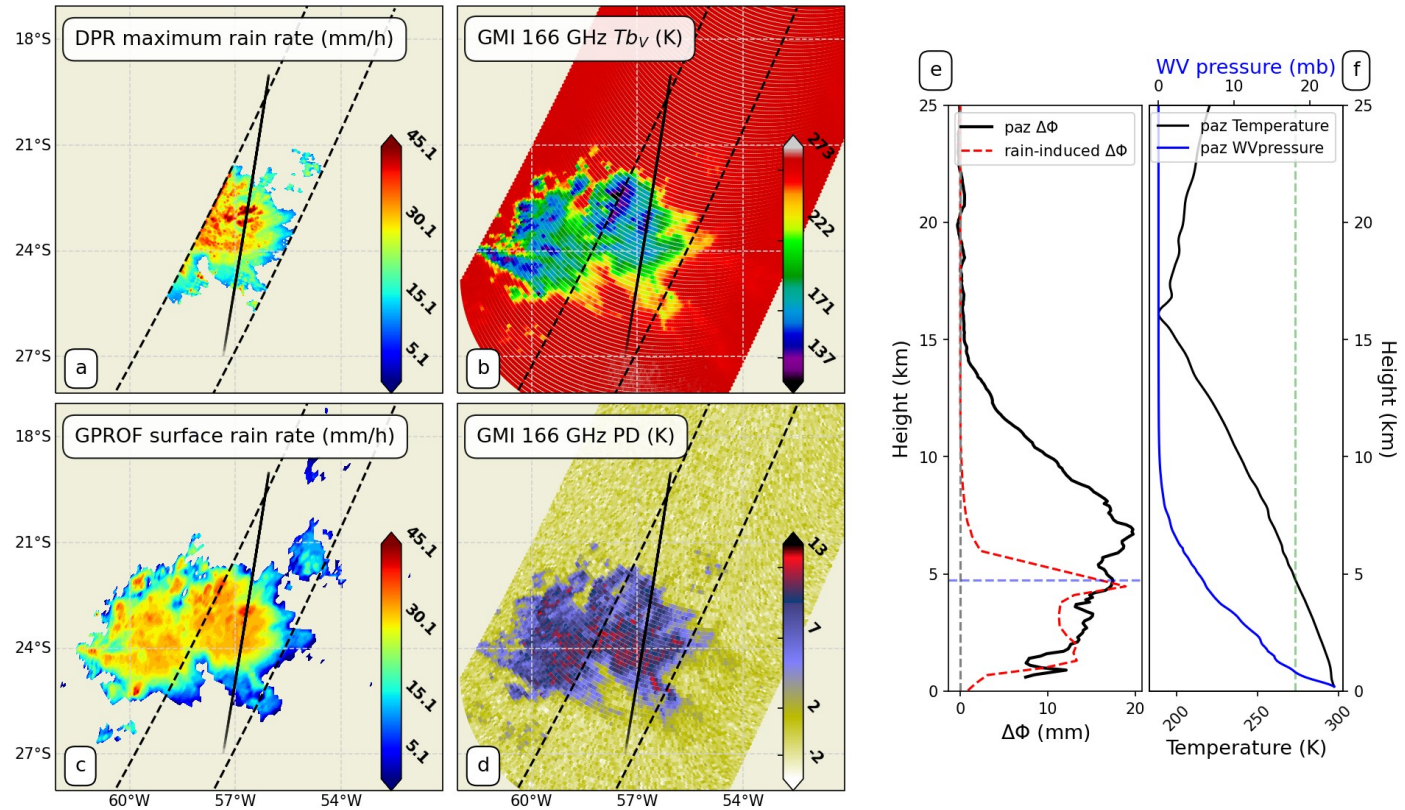 DPR maximum rain rate (mm/h)
18°S
21°S
24°S
27°S
45.1
30.1
15.1
5.1
a
GMI 166 GHz Tb_V (K)
273
222
171
137
b
GPROF surface rain rate (mm/h)
18°S
21°S
24°S
27°S
45.1
30.1
15.1
5.1
c
60°W 57°W 54°W
GMI 166 GHz PD (K)
13
7
2
-2
d
60°W 57°W 54°W
e
paz ΔΦ
rain-induced ΔΦ
25
20
15
10
5
0
Height (km)
0 10 20
ΔΦ (mm)
WV pressure (mb)
f
0 10 20
paz Temperature
paz WVpressure
25
20
15
10
5
0
Height (km)
200 250 300
Temperature (K)